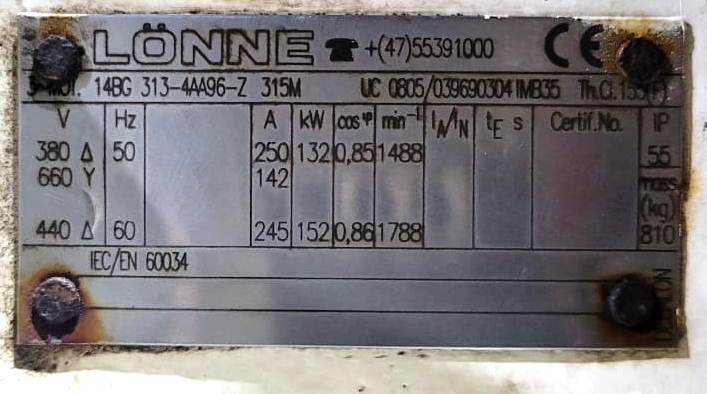 LÖNNE ☎ +(47)55391000 CE
3-MOT. 14BG 313-4AA96-Z 315M UC 0805/039690304 IMB35 Th.Cl.155(F)
V Hz A kW cosφ min⁻¹ IA/IN tE s Certif.No. IP
380 Δ 50 250 132 0,85 1488 55
660 Y 142 mass
(kg)
440 Δ 60 245 152 0,86 1788 810
IEC/EN 60034